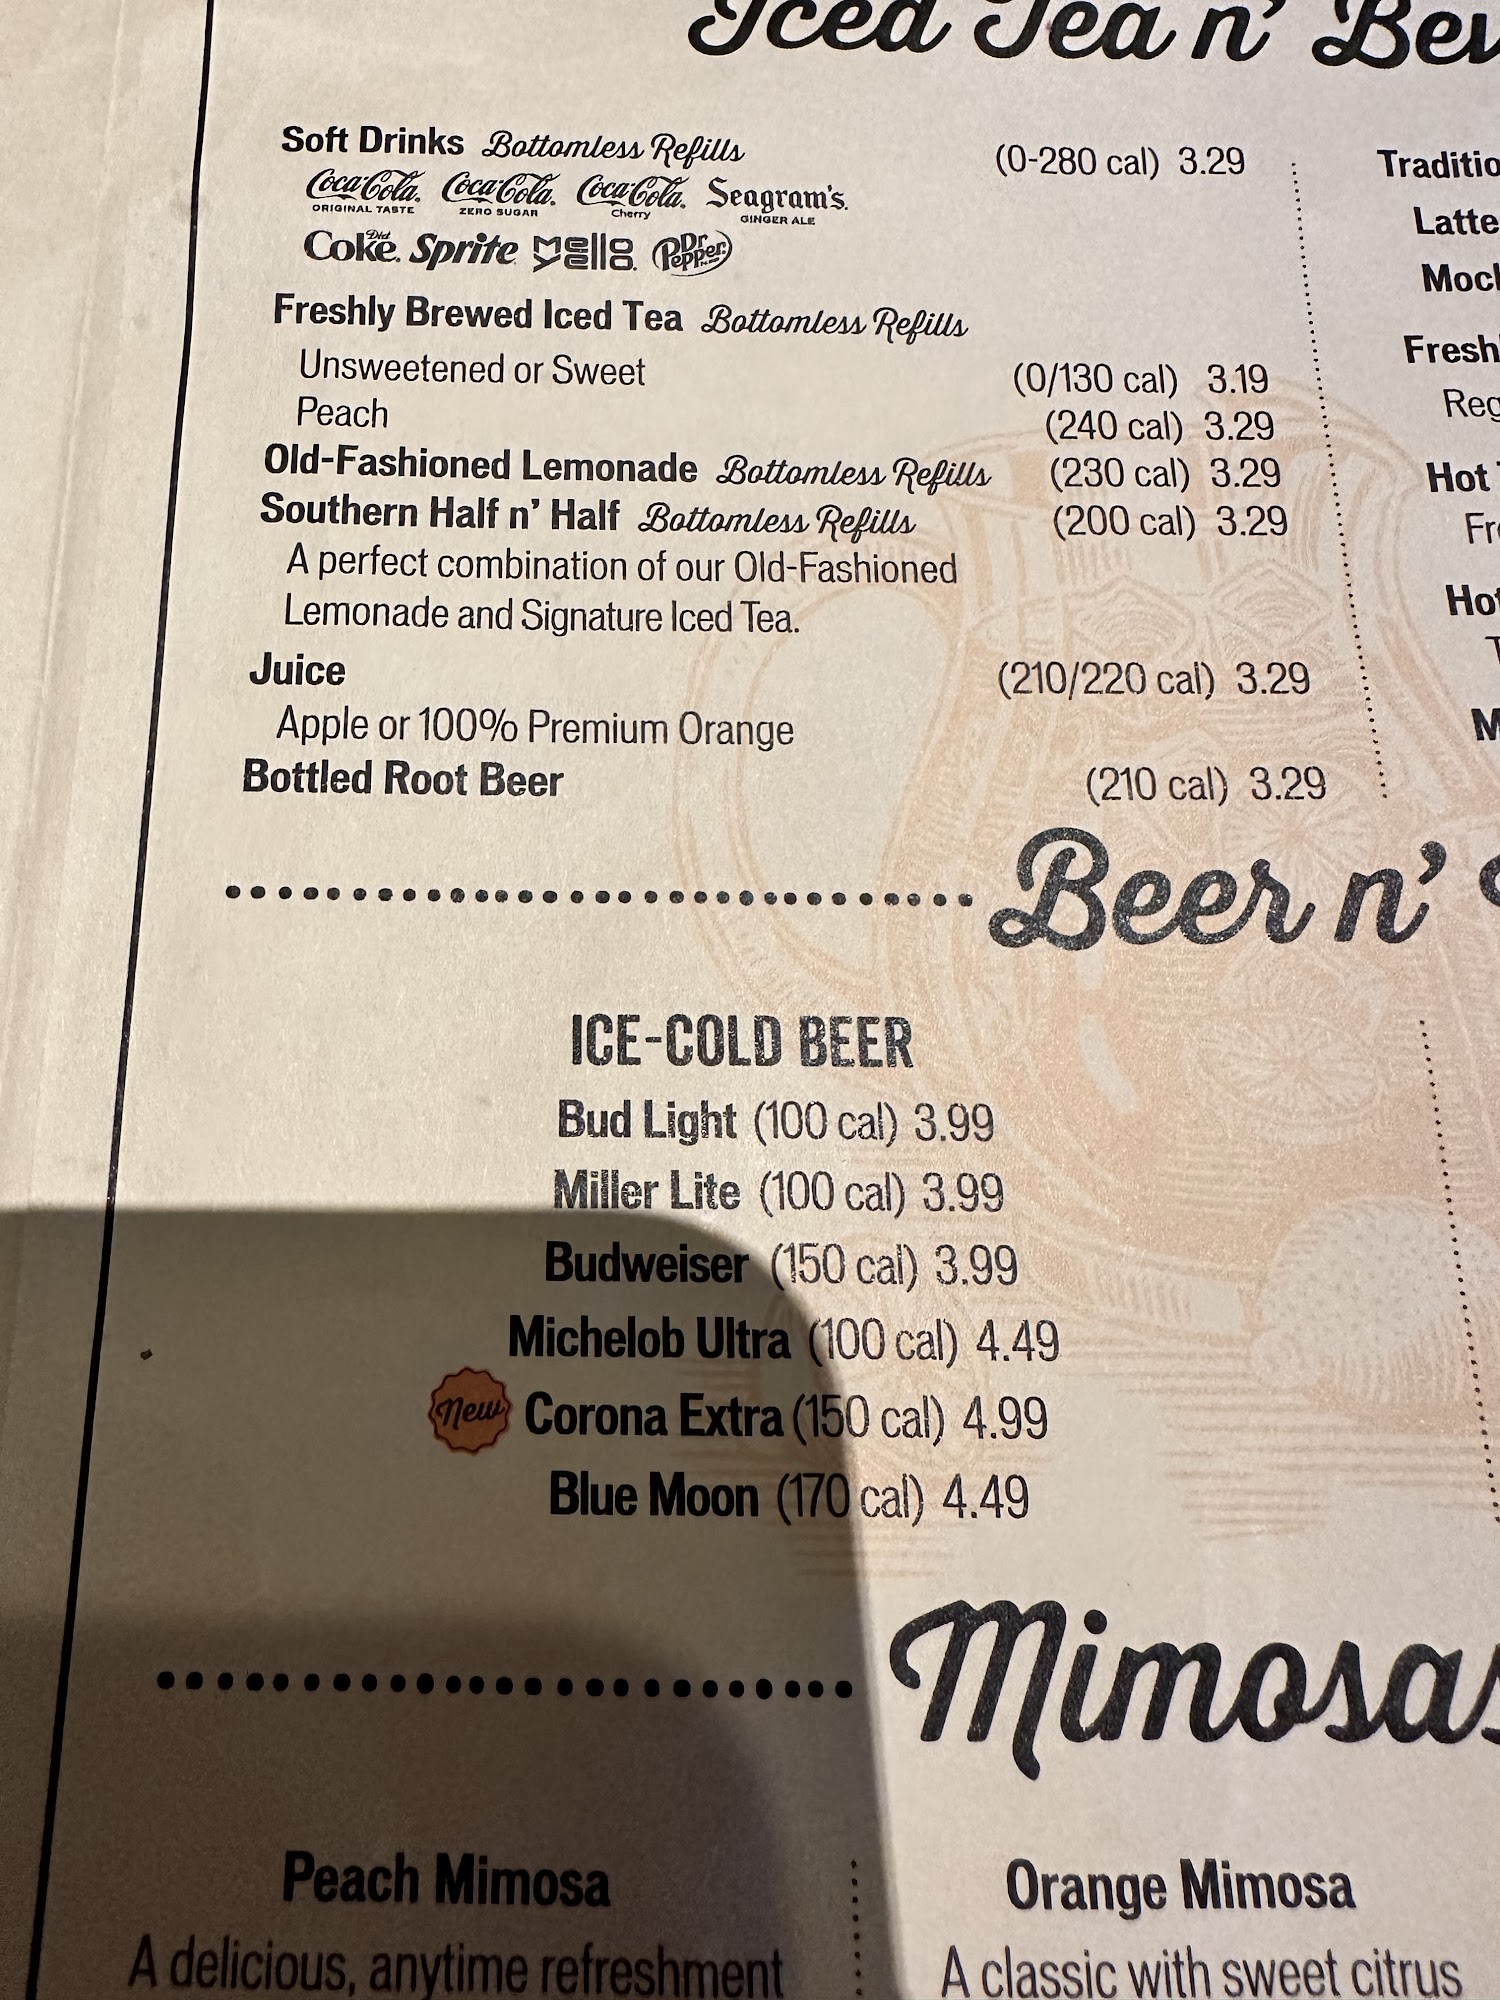 Iced Tea n' Bev
Soft Drinks Bottomless Refills (0-280 cal) 3.29
Coca-Cola. Coca-Cola. Coca-Cola. Seagram's.
ORIGINAL TASTE ZERO SUGAR Cherry GINGER ALE
Diet Coke. Sprite Mello Yello. Dr Pepper.
Freshly Brewed Iced Tea Bottomless Refills
Unsweetened or Sweet (0/130 cal) 3.19
Peach (240 cal) 3.29
Old-Fashioned Lemonade Bottomless Refills (230 cal) 3.29
Southern Half n' Half Bottomless Refills (200 cal) 3.29
A perfect combination of our Old-Fashioned
Lemonade and Signature Iced Tea.
Juice (210/220 cal) 3.29
Apple or 100% Premium Orange
Bottled Root Beer (210 cal) 3.29
Traditio
Latte
Moch
Fresh
Reg
Hot
Fr
Hot
T
M
Beer n'
ICE-COLD BEER
Bud Light (100 cal) 3.99
Miller Lite (100 cal) 3.99
Budweiser (150 cal) 3.99
Michelob Ultra (100 cal) 4.49
New Corona Extra (150 cal) 4.99
Blue Moon (170 cal) 4.49
Mimosas
Peach Mimosa
A delicious, anytime refreshment
Orange Mimosa
A classic with sweet citrus